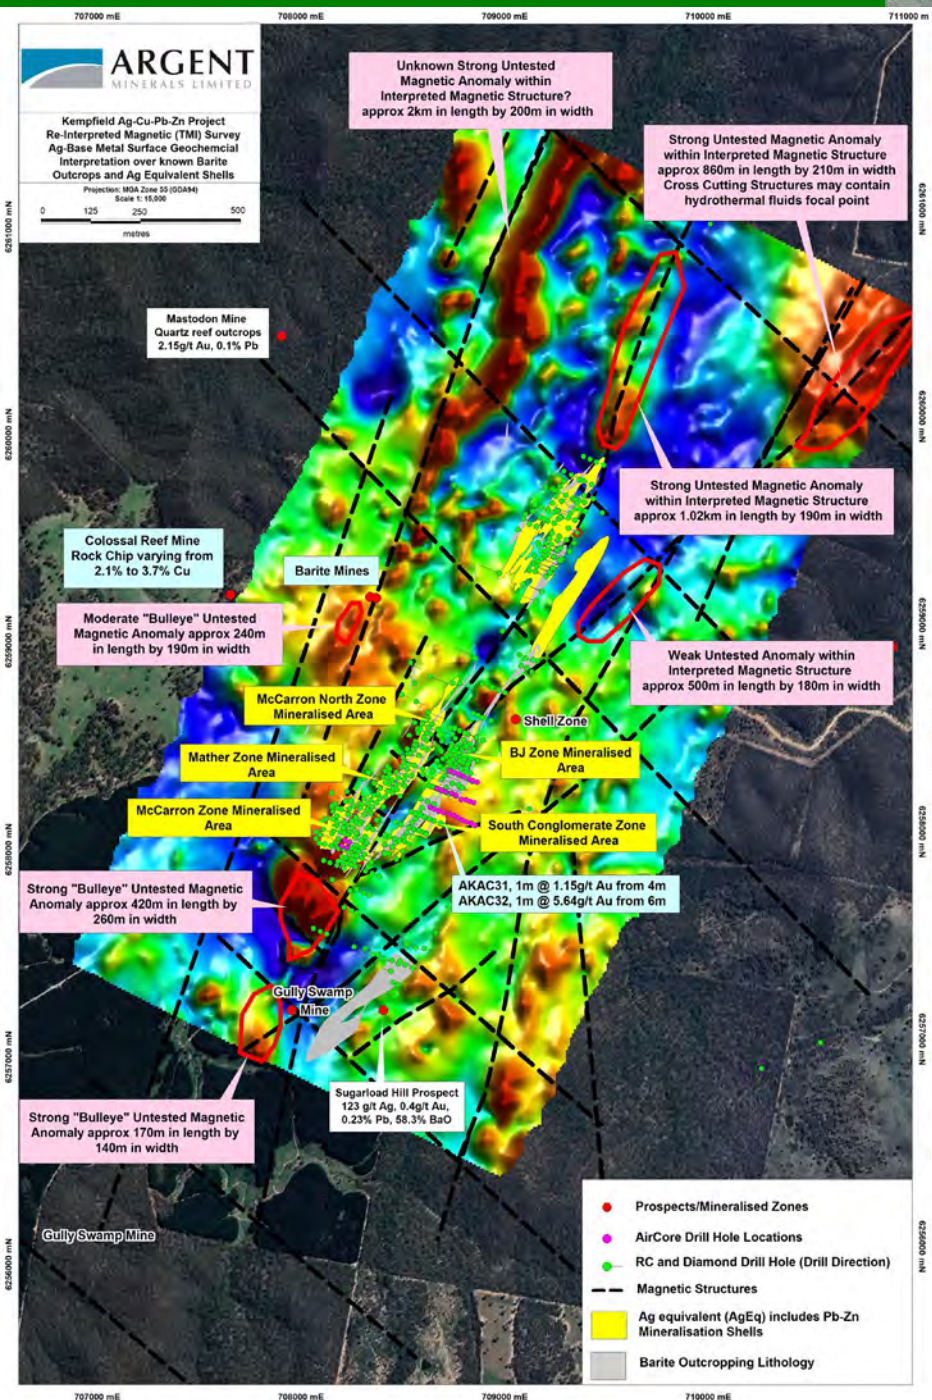 707000 mE
708000 mE
709000 mE
710000 mE
711000 m
ARGENT
MINERALS LIMITED
Kempfield Ag-Cu-Pb-Zn Project
Re-Interpreted Magnetic (TMI) Survey
Ag-Base Metal Surface Geochemcial
Interpretation over known Barite
Outcrops and Ag Equivalent Shells
Projection: MGA Zone 55 (GDA94)
Scale 1: 15,000
0 125 250 500
metres
Unknown Strong Untested
Magnetic Anomaly within
Interpreted Magnetic Structure?
approx 2km in length by 200m in width
Strong Untested Magnetic Anomaly
within Interpreted Magnetic Structure
approx 860m in length by 210m in width
Cross Cutting Structures may contain
hydrothermal fluids focal point
6261000 mN
6261000 mN
Mastodon Mine
Quartz reef outcrops
2.15g/t Au, 0.1% Pb
6260000 mN
6260000 mN
Strong Untested Magnetic Anomaly
within Interpreted Magnetic Structure
approx 1.02km in length by 190m in width
Colossal Reef Mine
Rock Chip varying from
2.1% to 3.7% Cu
Barite Mines
Moderate "Bulleye" Untested
Magnetic Anomaly approx 240m
in length by 190m in width
6259000 mN
6259000 mN
Weak Untested Anomaly within
Interpreted Magnetic Structure
approx 500m in length by 180m in width
McCarron North Zone
Mineralised Area
Shell Zone
Mather Zone Mineralised
Area
BJ Zone Mineralised
Area
McCarron Zone Mineralised
Area
South Conglomerate Zone
Mineralised Area
6258000 mN
6258000 mN
Strong "Bulleye" Untested Magnetic
Anomaly approx 420m in length by
260m in width
AKAC31, 1m @ 1.15g/t Au from 4m
AKAC32, 1m @ 5.64g/t Au from 6m
Gully Swamp
Mine
6257000 mN
6257000 mN
Sugarload Hill Prospect
123 g/t Ag, 0.4g/t Au,
0.23% Pb, 58.3% BaO
Strong "Bulleye" Untested Magnetic
Anomaly approx 170m in length by
140m in width
Gully Swamp Mine
6256000 mN
6256000 mN
Prospects/Mineralised Zones
AirCore Drill Hole Locations
RC and Diamond Drill Hole (Drill Direction)
Magnetic Structures
Ag equivalent (AgEq) includes Pb-Zn
Mineralisation Shells
Barite Outcropping Lithology
707000 mE
708000 mE
709000 mE
710000 mE